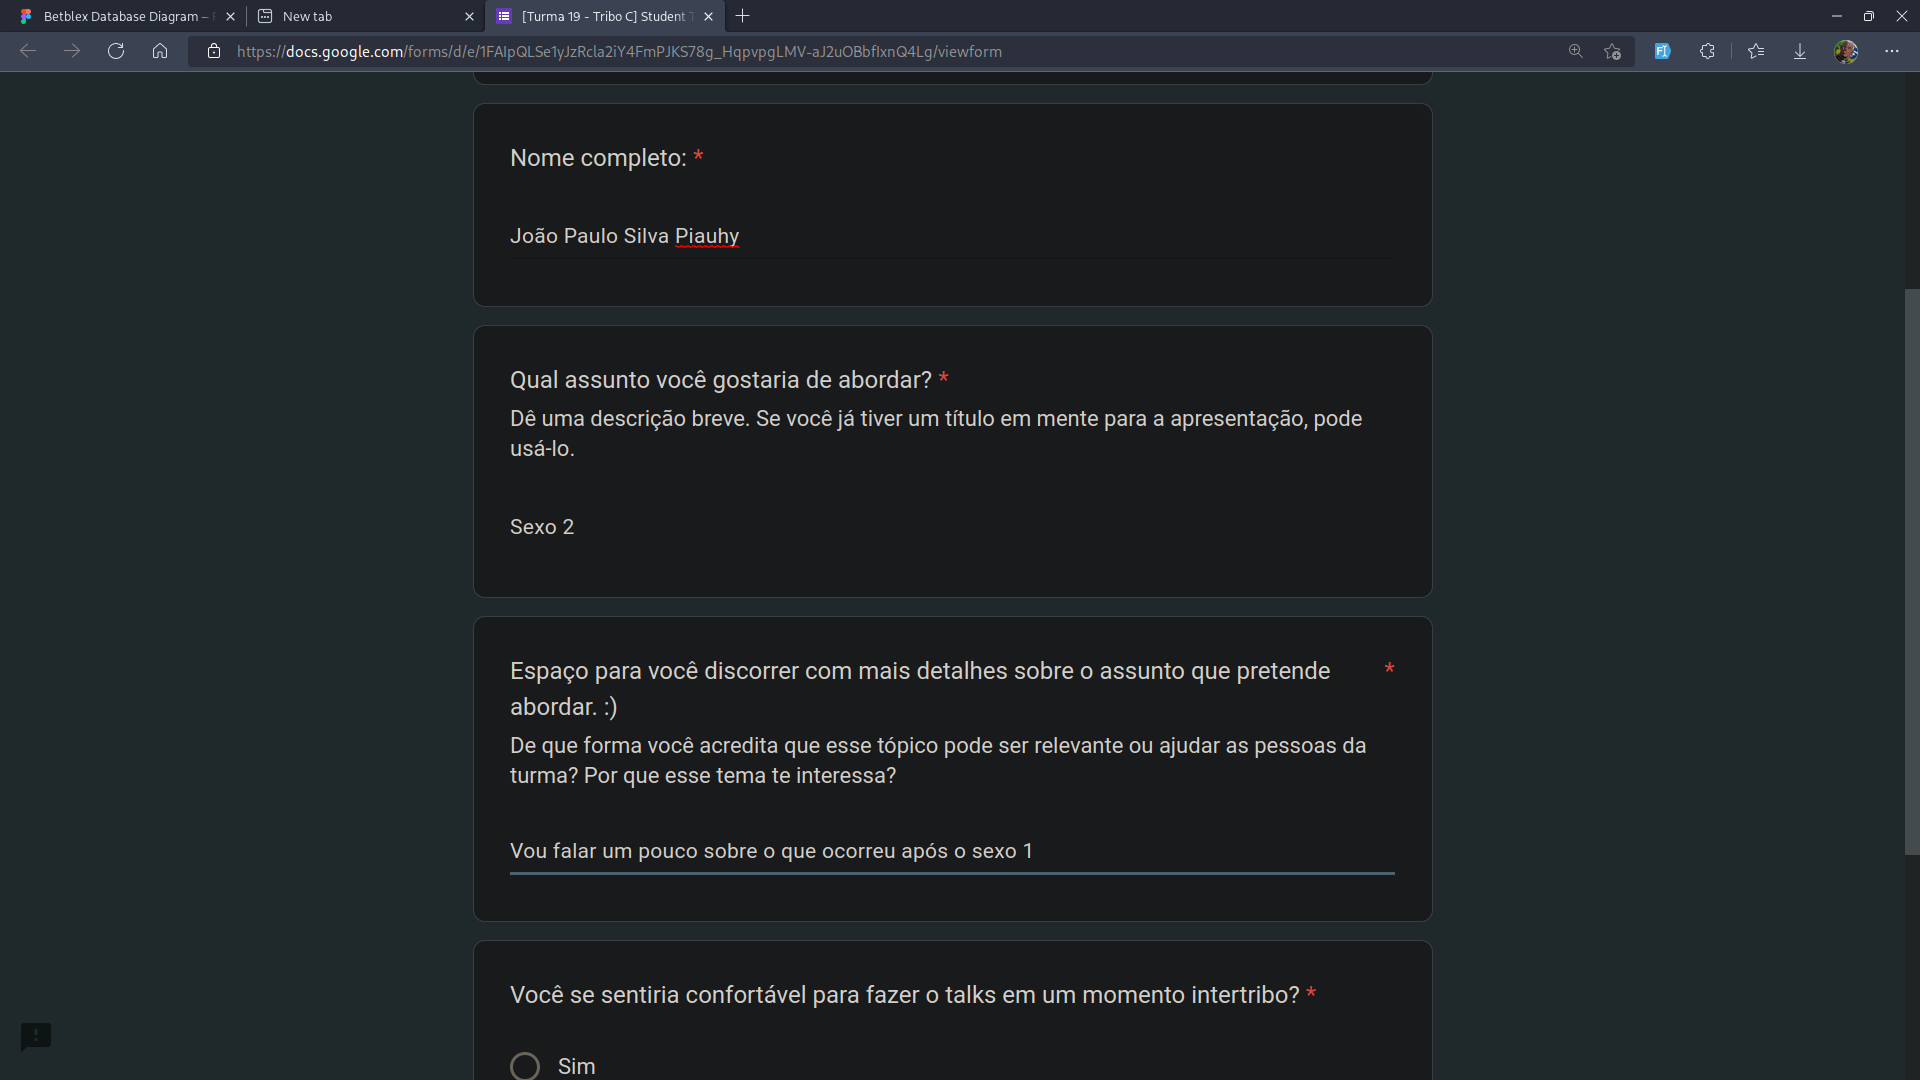 Betblex Database Diagram –
New tab
[Turma 19 - Tribo C] Student
https://docs.google.com/forms/d/e/1FAIpQLSe1yJzRcla2iY4FmPJKS78g_HqpvpgLMV-aJ2uOBbfIxnQ4Lg/viewform
Nome completo: *
João Paulo Silva Piauhy
Qual assunto você gostaria de abordar? *
Dê uma descrição breve. Se você já tiver um título em mente para a apresentação, pode
usá-lo.
Sexo 2
Espaço para você discorrer com mais detalhes sobre o assunto que pretende *
abordar. :)
De que forma você acredita que esse tópico pode ser relevante ou ajudar as pessoas da
turma? Por que esse tema te interessa?
Vou falar um pouco sobre o que ocorreu após o sexo 1
Você se sentiria confortável para fazer o talks em um momento intertribo? *
Sim